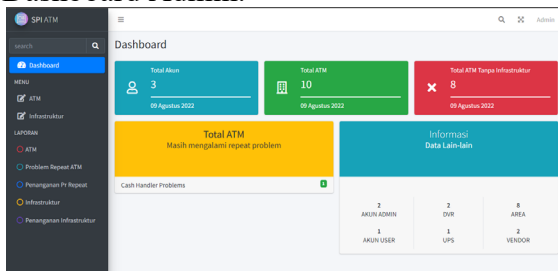 Dashboard Admin.
SPI ATM
Admin
search
Dashboard
Dashboard
MENU
ATM
Infrastruktur
LAPORAN
ATM
Problem Repeat ATM
Penanganan Pr Repeat
Infrastruktur
Penanganan Infrastruktur
Total Akun
3
09 Agustus 2022
Total ATM
10
09 Agustus 2022
Total ATM Tanpa Infrastruktur
8
09 Agustus 2022
Total ATM
Masih mengalami repeat problem
Cash Handler Problems
1
Informasi
Data Lain-lain
2
AKUN ADMIN
2
DVR
8
AREA
1
AKUN USER
1
UPS
2
VENDOR